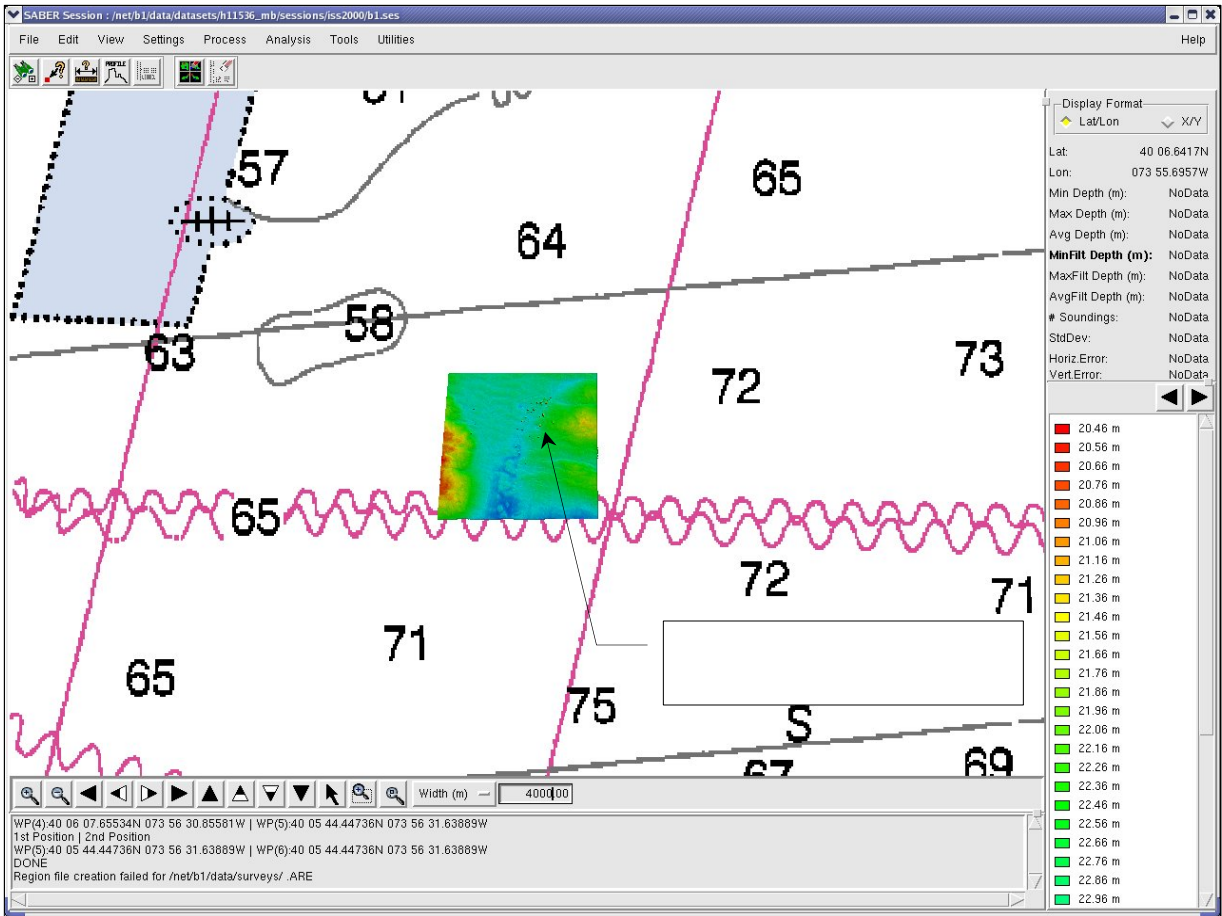 SABER Session : /net/b1/data/datasets/h11536_mb/sessions/iss2000/b1.ses
File Edit View Settings Process Analysis Tools Utilities Help
PROFILE
57
65
64
58
63
72
73
65
72
71
71
65
75
S
67
69
Display Format
Lat/Lon X/Y
Lat: 40 06.6417N
Lon: 073 55.6957W
Min Depth (m): NoData
Max Depth (m): NoData
Avg Depth (m): NoData
MinFilt Depth (m): NoData
MaxFilt Depth (m): NoData
AvgFilt Depth (m): NoData
# Soundings: NoData
StdDev: NoData
Horiz.Error: NoData
Vert.Error: NoData
20.46 m
20.56 m
20.66 m
20.76 m
20.86 m
20.96 m
21.06 m
21.16 m
21.26 m
21.36 m
21.46 m
21.56 m
21.66 m
21.76 m
21.86 m
21.96 m
22.06 m
22.16 m
22.26 m
22.36 m
22.46 m
22.56 m
22.66 m
22.76 m
22.86 m
22.96 m
Width (m) 4000.00
WP(4):40 06 07.65534N 073 56 30.85581W | WP(5):40 05 44.44736N 073 56 31.63889W
1st Position | 2nd Position
WP(5):40 05 44.44736N 073 56 31.63889W | WP(6):40 05 44.44736N 073 56 31.63889W
DONE
Region file creation failed for /net/b1/data/surveys/ .ARE